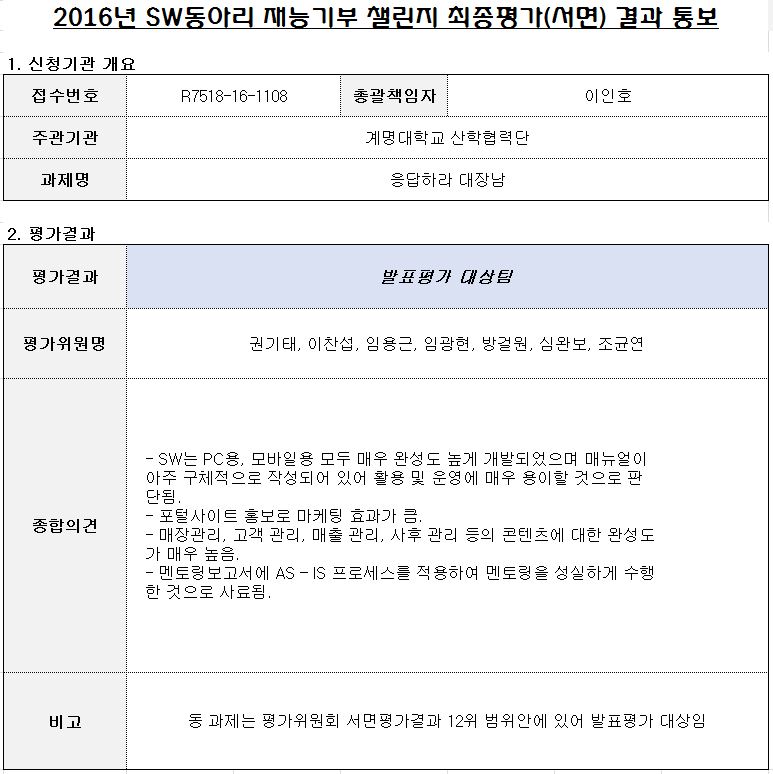 2016년 SW동아리 재능기부 챌린지 최종평가(서면) 결과 통보
1. 신청기관 개요
접수번호 R7518-16-1108 총괄책임자 이인호
주관기관 계명대학교 산학협력단
과제명 응답하라 대장남
2. 평가결과
평가결과 발표평가 대상팀
평가위원명 권기태, 이찬섭, 임용근, 임광현, 방걸원, 심완보, 조균연
종합의견
- SW는 PC용, 모바일용 모두 매우 완성도 높게 개발되었으며 매뉴얼이
아주 구체적으로 작성되어 있어 활용 및 운영에 매우 용이할 것으로 판
단됨.
- 포털사이트 홍보로 마케팅 효과가 큼.
- 매장관리, 고객 관리, 매출 관리, 사후 관리 등의 콘텐츠에 대한 완성도
가 매우 높음.
- 멘토링보고서에 AS - IS 프로세스를 적용하여 멘토링을 성실하게 수행
한 것으로 사료됨.
비고 동 과제는 평가위원회 서면평가결과 12위 범위안에 있어 발표평가 대상임